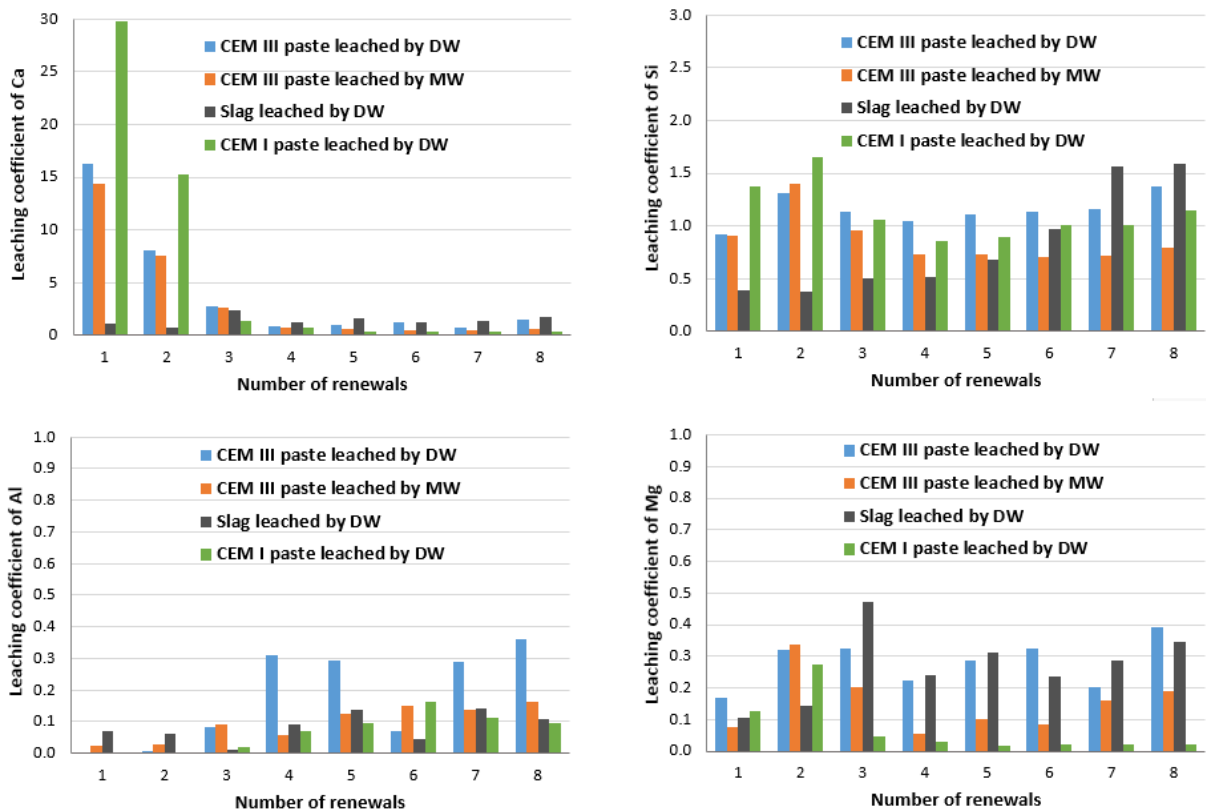 Leaching coefficient of Ca
30
25
20
15
10
5
0
CEM III paste leached by DW
CEM III paste leached by MW
Slag leached by DW
CEM I paste leached by DW
1 2 3 4 5 6 7 8
Number of renewals
Leaching coefficient of Si
3.0
2.5
2.0
1.5
1.0
0.5
0.0
CEM III paste leached by DW
CEM III paste leached by MW
Slag leached by DW
CEM I paste leached by DW
1 2 3 4 5 6 7 8
Number of renewals
Leaching coefficient of Al
1.0
0.9
0.8
0.7
0.6
0.5
0.4
0.3
0.2
0.1
0.0
CEM III paste leached by DW
CEM III paste leached by MW
Slag leached by DW
CEM I paste leached by DW
1 2 3 4 5 6 7 8
Number of renewals
Leaching coefficient of Mg
1.0
0.9
0.8
0.7
0.6
0.5
0.4
0.3
0.2
0.1
0.0
CEM III paste leached by DW
CEM III paste leached by MW
Slag leached by DW
CEM I paste leached by DW
1 2 3 4 5 6 7 8
Number of renewals